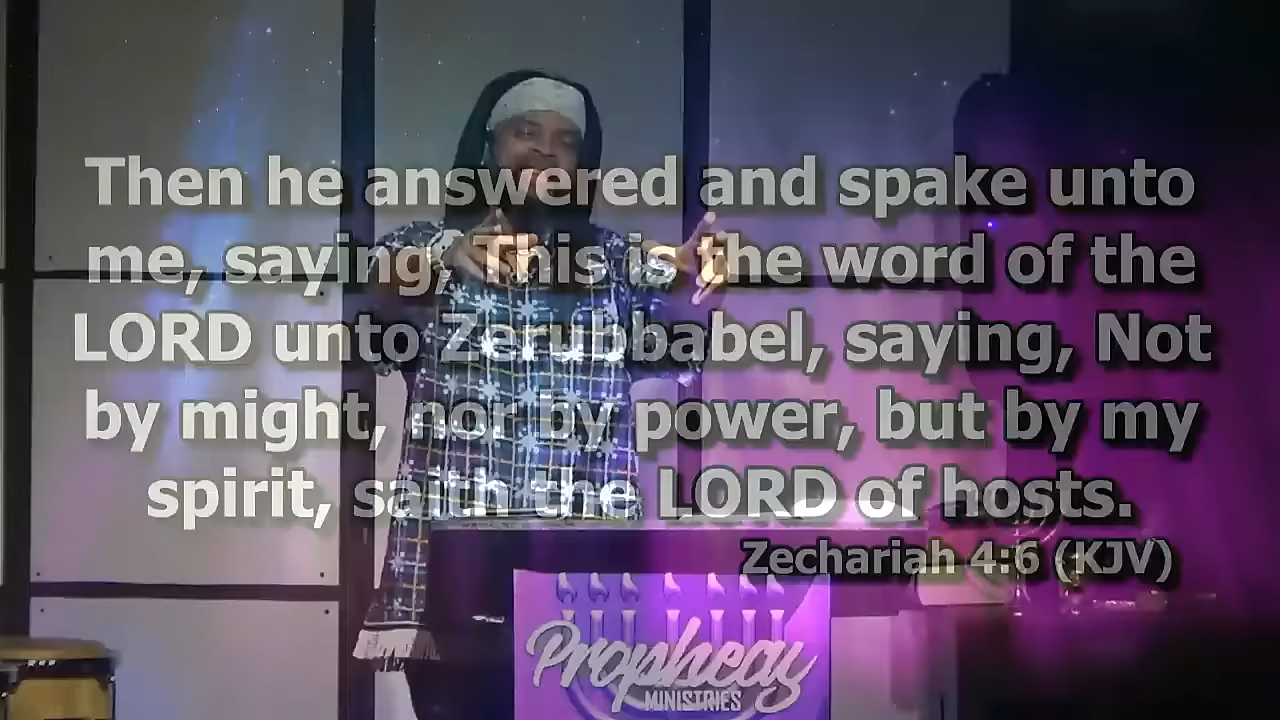 Then he answered and spake unto
me, saying, This is the word of the
LORD unto Zerubbabel, saying, Not
by might, nor by power, but by my
spirit, saith the LORD of hosts.
Zechariah 4:6 (KJV)
Propheay
MINISTRIES